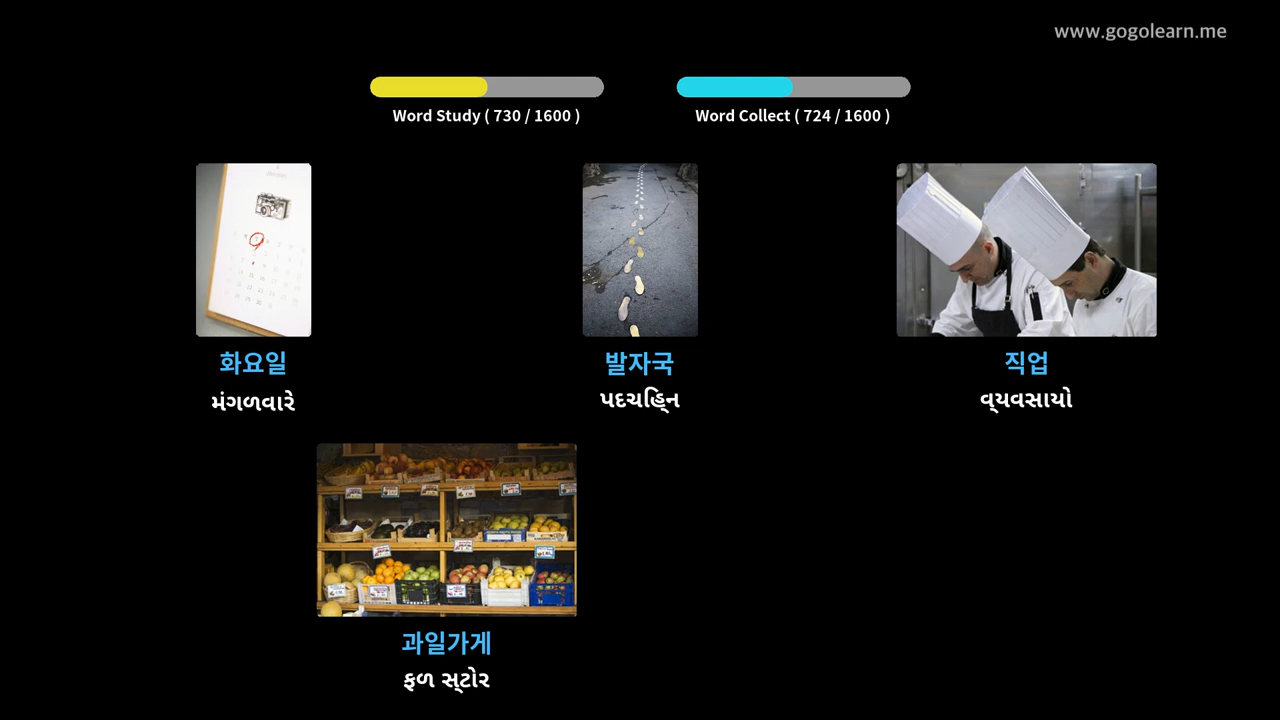 www.gogolearn.me
Word Study ( 730 / 1600 )
Word Collect ( 724 / 1600 )
화요일
મંગળવારે
발자국
પદચહ્નિ
직업
વ્યવસાયો
과일가게
ફળ સ્ટોર